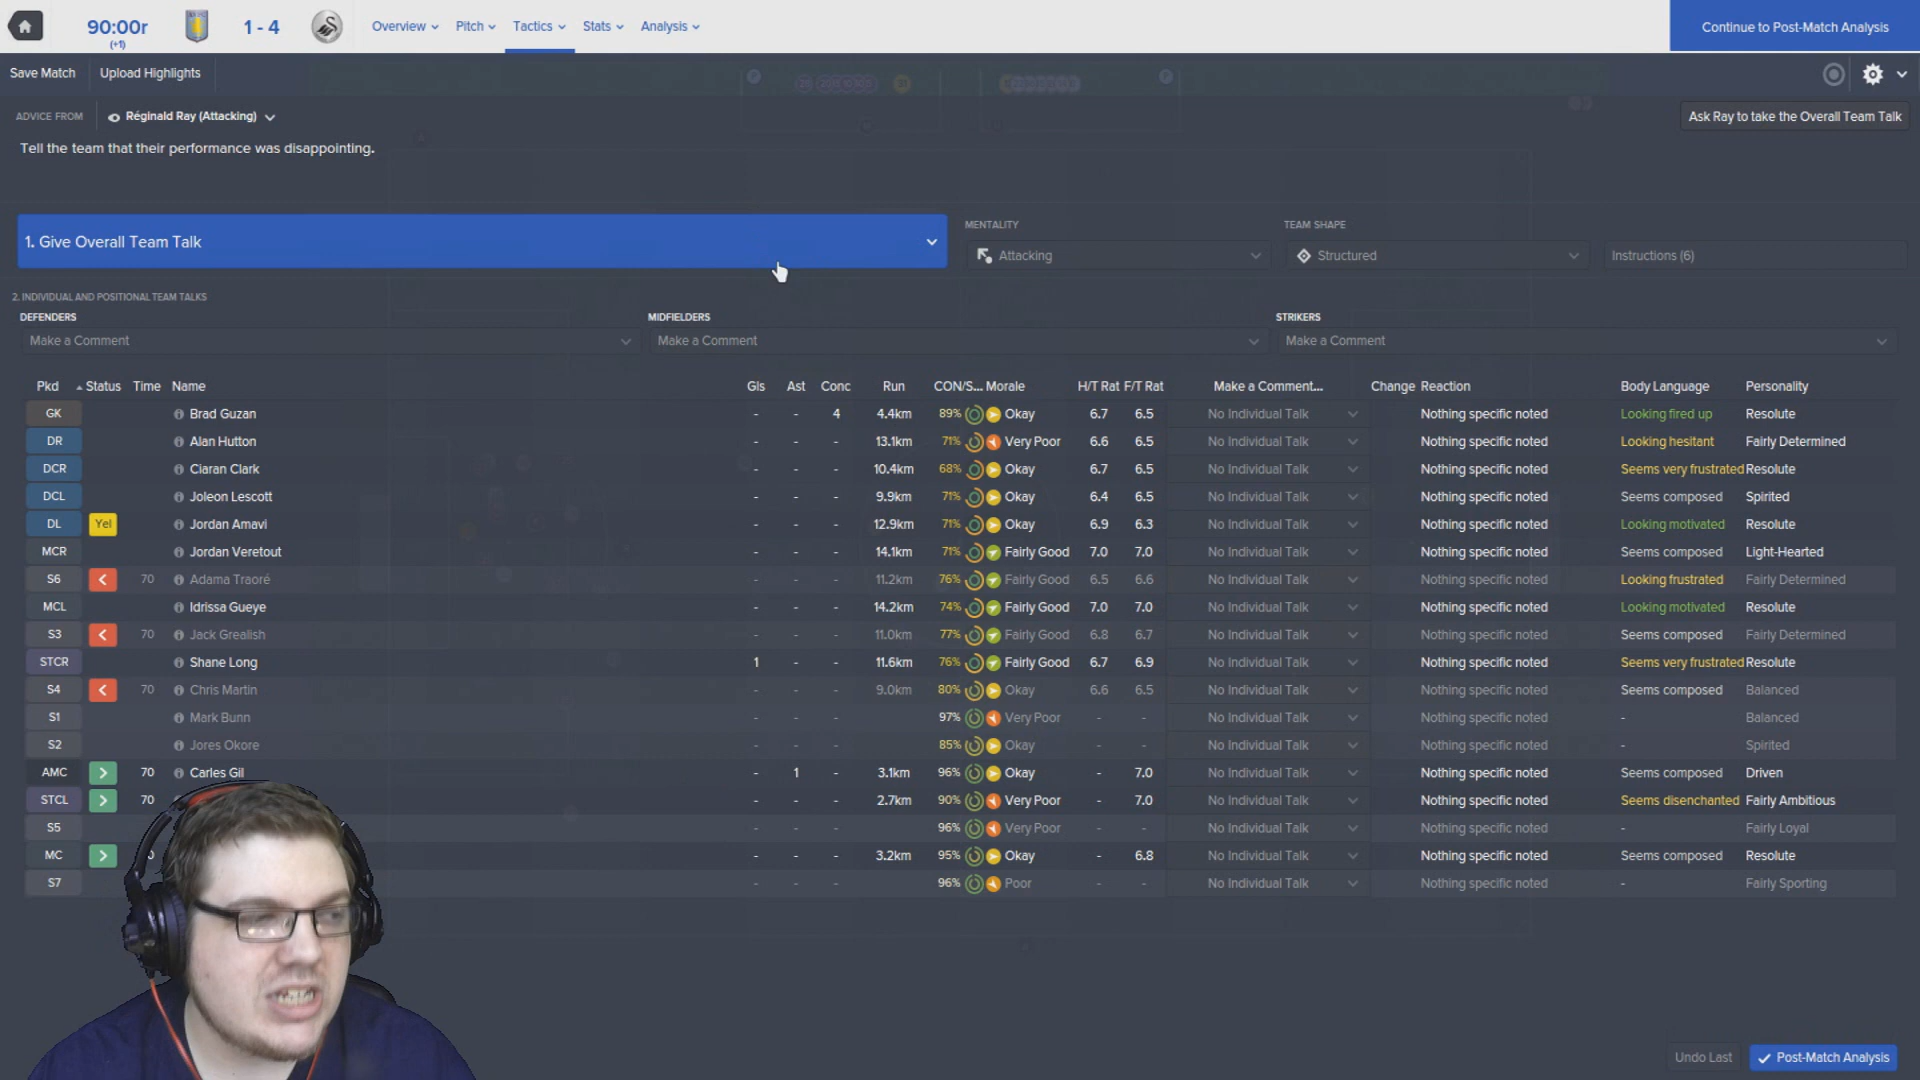 90:00r
(+1)
1 - 4
Overview
Pitch
Tactics
Stats
Analysis
Continue to Post-Match Analysis
Save Match
Upload Highlights
ADVICE FROM
Réginald Ray (Attacking)
Ask Ray to take the Overall Team Talk
Tell the team that their performance was disappointing.
1. Give Overall Team Talk
MENTALITY
Attacking
TEAM SHAPE
Structured
Instructions (6)
2. INDIVIDUAL AND POSITIONAL TEAM TALKS
DEFENDERS
MIDFIELDERS
STRIKERS
Make a Comment
Make a Comment
Make a Comment
Pkd Status Time Name Gls Ast Conc Run CON/S... Morale H/T Rat F/T Rat Make a Comment... Change Reaction Body Language Personality
GK Brad Guzan - - 4 4.4km 89% Okay 6.7 6.5 No Individual Talk Nothing specific noted Looking fired up Resolute
DR Alan Hutton - - - 13.1km 71% Very Poor 6.6 6.5 No Individual Talk Nothing specific noted Looking hesitant Fairly Determined
DCR Ciaran Clark - - - 10.4km 68% Okay 6.7 6.5 No Individual Talk Nothing specific noted Seems very frustrated Resolute
DCL Joleon Lescott - - - 9.9km 71% Okay 6.4 6.5 No Individual Talk Nothing specific noted Seems composed Spirited
DL Yel Jordan Amavi - - - 12.9km 71% Okay 6.9 6.3 No Individual Talk Nothing specific noted Looking motivated Resolute
MCR Jordan Veretout - - - 14.1km 71% Fairly Good 7.0 7.0 No Individual Talk Nothing specific noted Seems composed Light-Hearted
S6 70 Adama Traoré - - - 11.2km 76% Fairly Good 6.5 6.6 No Individual Talk Nothing specific noted Looking frustrated Fairly Determined
MCL Idrissa Gueye - - - 14.2km 74% Fairly Good 7.0 7.0 No Individual Talk Nothing specific noted Looking motivated Resolute
S3 70 Jack Grealish - - - 11.0km 77% Fairly Good 6.8 6.7 No Individual Talk Nothing specific noted Seems composed Fairly Determined
STCR Shane Long 1 - - 11.6km 76% Fairly Good 6.7 6.9 No Individual Talk Nothing specific noted Seems very frustrated Resolute
S4 70 Chris Martin - - - 9.0km 80% Okay 6.6 6.5 No Individual Talk Nothing specific noted Seems composed Balanced
S1 Mark Bunn - - - 97% Very Poor - - No Individual Talk Nothing specific noted - Balanced
S2 Jores Okore - - - 85% Okay - - No Individual Talk Nothing specific noted - Spirited
AMC 70 Carles Gil - 1 - 3.1km 96% Okay - 7.0 No Individual Talk Nothing specific noted Seems composed Driven
STCL 70 - - - 2.7km 90% Very Poor - 7.0 No Individual Talk Nothing specific noted Seems disenchanted Fairly Ambitious
S5 - - - 96% Very Poor - - No Individual Talk Nothing specific noted - Fairly Loyal
MC - - - 3.2km 95% Okay - 6.8 No Individual Talk Nothing specific noted Seems composed Resolute
S7 - - - 96% Poor - - No Individual Talk Nothing specific noted - Fairly Sporting
Undo Last
Post-Match Analysis